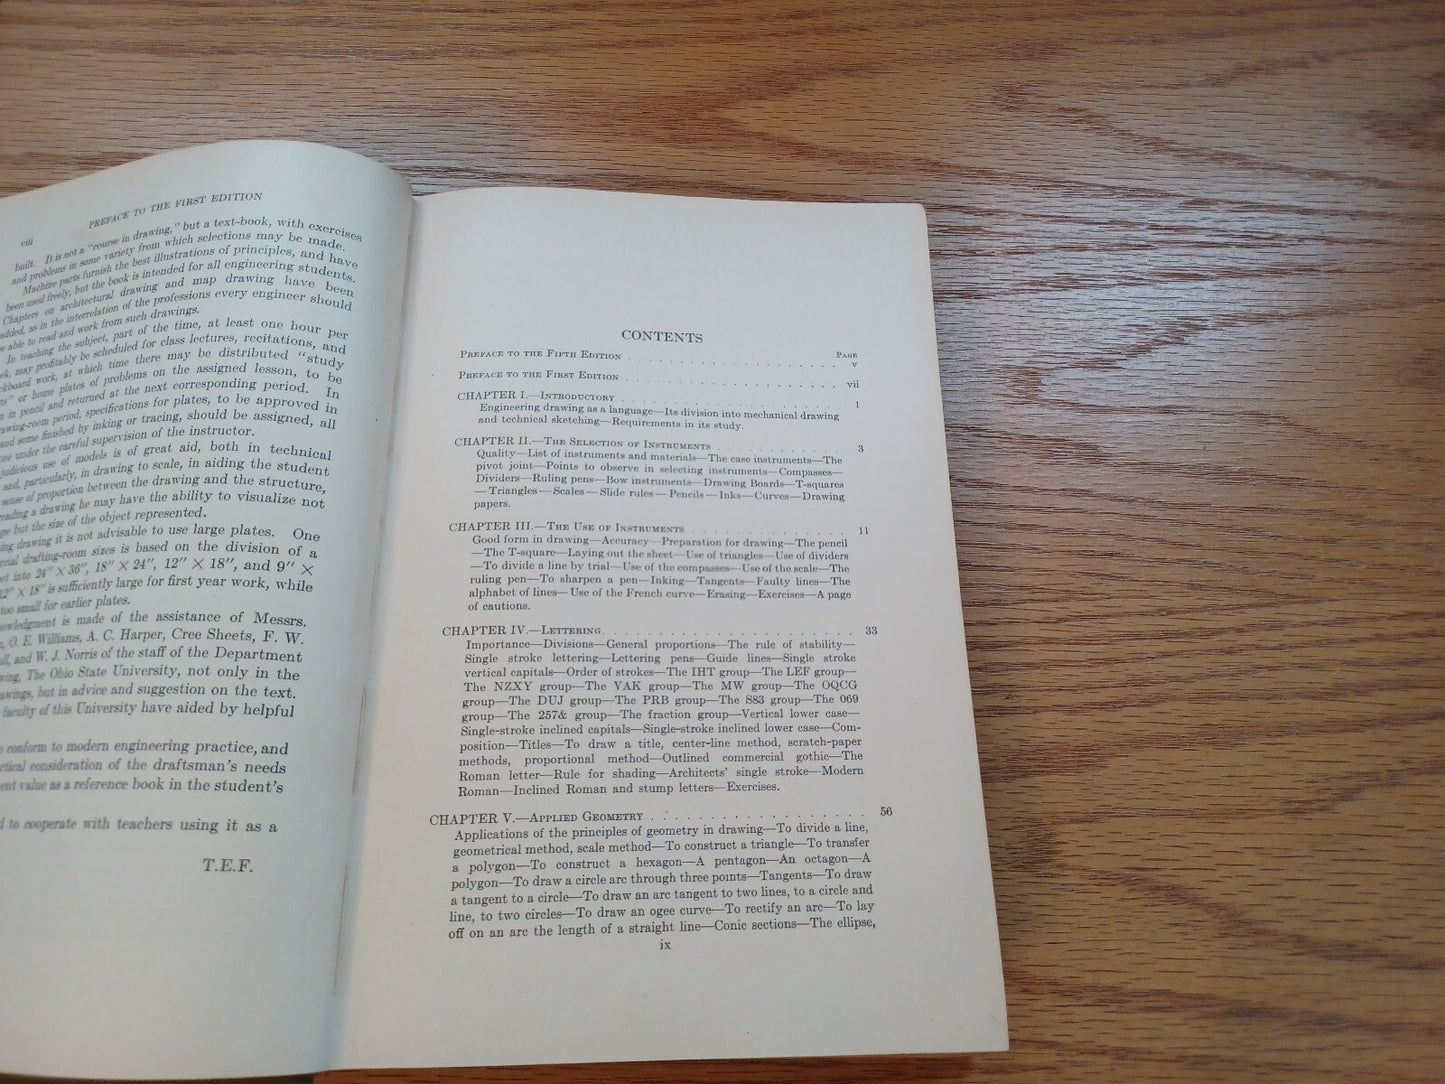 viii
PREFACE TO THE FIRST EDITION
built. It is not a "course in drawing," but a text-book, with exercises
and problems in some variety from which selections may be made.
Machine parts furnish the best illustrations of principles, and have
been used freely, but the book is intended for all engineering students.
Chapters on architectural drawing and map drawing have been
added, as in the interrelation of the professions every engineer should
be able to read and work from such drawings.
In teaching the subject, part of the time, at least one hour per
may profitably be scheduled for class lectures, recitations, and
work, at which time there may be distributed "study
or home plates of problems on the assigned lesson, to be
in pencil and returned at the next corresponding period. In
period, specifications for plates, to be approved in
and some finished by inking or tracing, should be assigned, all
under the careful supervision of the instructor.
judicious use of models is of great aid, both in technical
and, particularly, in drawing to scale, in aiding the student
sense of proportion between the drawing and the structure,
reading a drawing he may have the ability to visualize not
but the size of the object represented.
drawing it is not advisable to use large plates. One
drafting-room sizes is based on the division of a
into 24" × 36", 18" × 24", 12" × 18", and 9" ×
12" × 18" is sufficiently large for first year work, while
too small for earlier plates.
is made of the assistance of Messrs.
O. E. Williams, A. C. Harper, Cree Sheets, F. W.
and W. J. Norris of the staff of the Department
The Ohio State University, not only in the
but in advice and suggestion on the text.
faculty of this University have aided by helpful
conform to modern engineering practice, and
consideration of the draftsman's needs
value as a reference book in the student's
to cooperate with teachers using it as a
T.E.F.
CONTENTS
PAGE
PREFACE TO THE FIFTH EDITION . . . . . . . . . . . . . . . . . . . v
PREFACE TO THE FIRST EDITION . . . . . . . . . . . . . . . . . . . vii
CHAPTER I.—INTRODUCTORY . . . . . . . . . . . . . . . . . . . 1
Engineering drawing as a language—Its division into mechanical drawing
and technical sketching—Requirements in its study.
CHAPTER II.—THE SELECTION OF INSTRUMENTS . . . . . . . . . . . 3
Quality—List of instruments and materials—The case instruments—The
pivot joint—Points to observe in selecting instruments—Compasses—
Dividers—Ruling pens—Bow instruments—Drawing Boards—T-squares
—Triangles—Scales—Slide rules—Pencils—Inks—Curves—Drawing
papers.
CHAPTER III.—THE USE OF INSTRUMENTS . . . . . . . . . . . . . 11
Good form in drawing—Accuracy—Preparation for drawing—The pencil
—The T-square—Laying out the sheet—Use of triangles—Use of dividers
—To divide a line by trial—Use of the compasses—Use of the scale—The
ruling pen—To sharpen a pen—Inking—Tangents—Faulty lines—The
alphabet of lines—Use of the French curve—Erasing—Exercises—A page
of cautions.
CHAPTER IV.—LETTERING . . . . . . . . . . . . . . . . . . . . 33
Importance—Divisions—General proportions—The rule of stability—
Single stroke lettering—Lettering pens—Guide lines—Single stroke
vertical capitals—Order of strokes—The IHT group—The LEF group—
The NZXY group—The VAK group—The MW group—The OQCG
group—The DUJ group—The PRB group—The S83 group—The 069
group—The 257& group—The fraction group—Vertical lower case—
Single-stroke inclined capitals—Single-stroke inclined lower case—Com-
position—Titles—To draw a title, center-line method, scratch-paper
methods, proportional method—Outlined commercial gothic—The
Roman letter—Rule for shading—Architects' single stroke—Modern
Roman—Inclined Roman and stump letters—Exercises.
CHAPTER V.—APPLIED GEOMETRY . . . . . . . . . . . . . . . . 56
Applications of the principles of geometry in drawing—To divide a line,
geometrical method, scale method—To construct a triangle—To transfer
a polygon—To construct a hexagon—A pentagon—An octagon—A
polygon—To draw a circle arc through three points—Tangents—To draw
a tangent to a circle—To draw an arc tangent to two lines, to a circle and
line, to two circles—To draw an ogee curve—To rectify an arc—To lay
off on an arc the length of a straight line—Conic sections—The ellipse,
ix